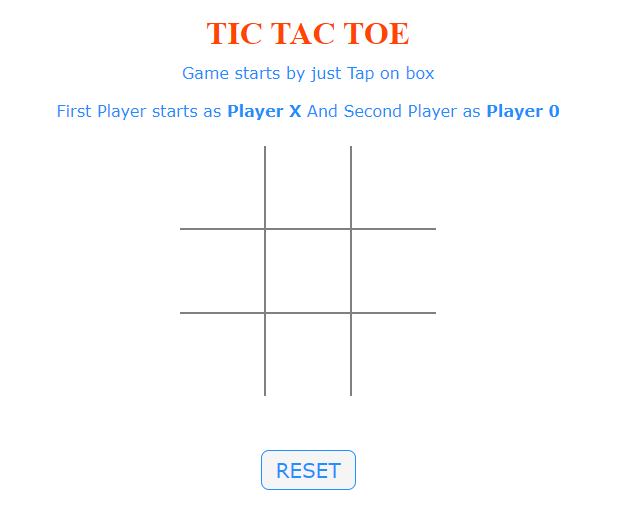 TIC TAC TOE
Game starts by just Tap on box
First Player starts as Player X And Second Player as Player 0
RESET